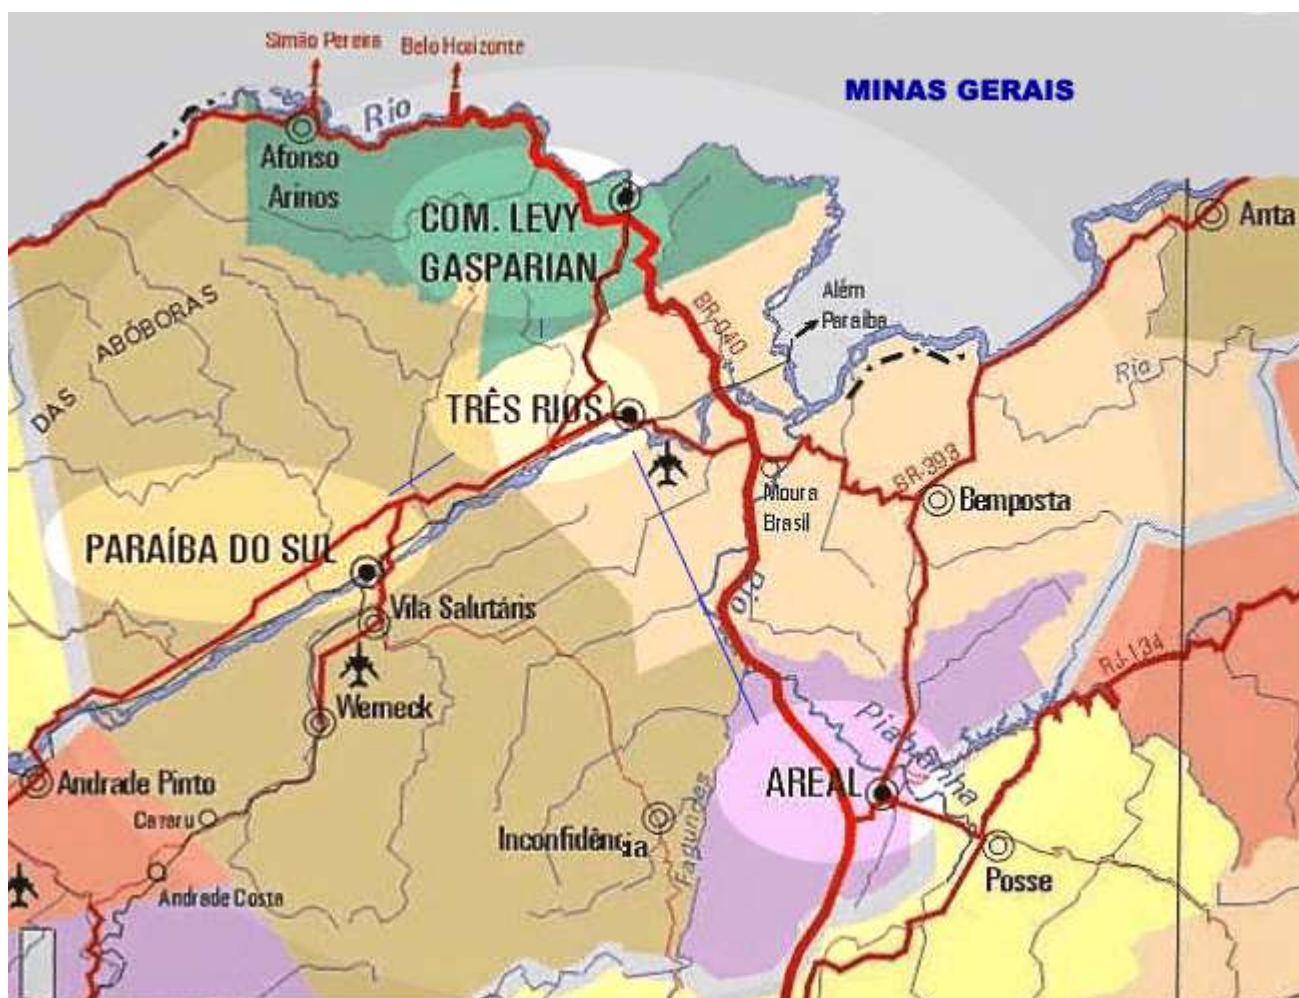 Simão Pereira
Belo Horizonte
MINAS GERAIS
Rio
Afonso
Arinos
COM. LEVY
GASPARIAN
Anta
DAS ABÓBORAS
BR-040
Além
Paraíba
Rio
TRÊS RIOS
BR-393
Moura
Brasil
Bemposta
PARAÍBA DO SUL
Vila Salutáris
Rio
RJ-134
Werneck
Piabanha
Andrade Pinto
AREAL
Cavaru
Inconfidência
Fagundes
Posse
Andrade Costa